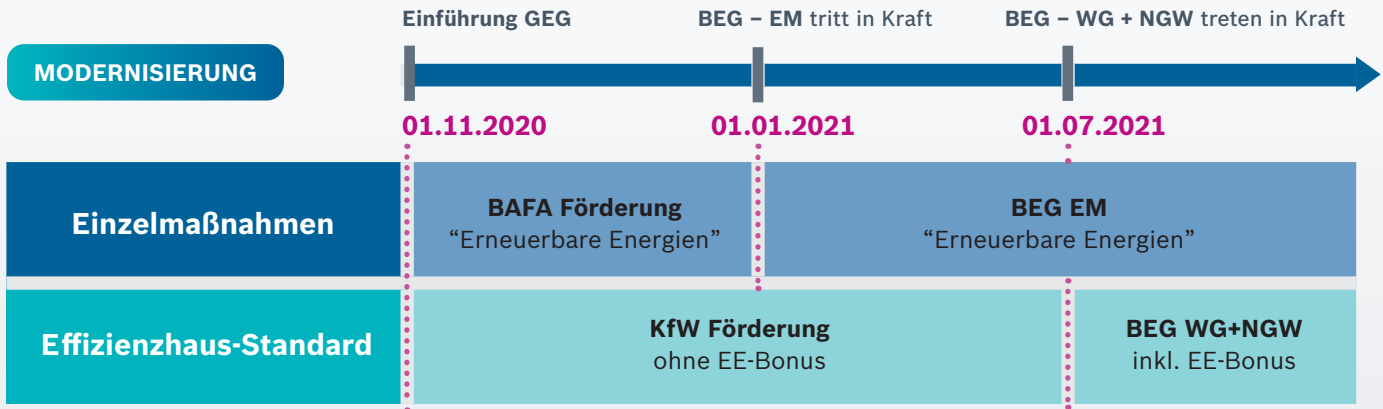 Einführung GEG
BEG – EM tritt in Kraft
BEG – WG + NGW treten in Kraft
MODERNISIERUNG
01.11.2020
01.01.2021
01.07.2021
Einzelmaßnahmen
BAFA Förderung
“Erneuerbare Energien”
BEG EM
“Erneuerbare Energien”
Effizienzhaus-Standard
KfW Förderung
ohne EE-Bonus
BEG WG+NGW
inkl. EE-Bonus